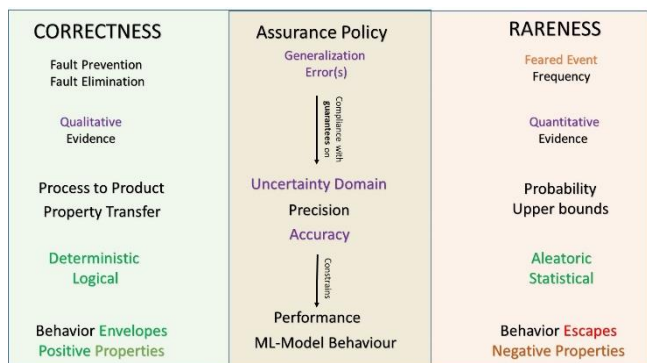 CORRECTNESS
Fault Prevention
Fault Elimination
Qualitative
Evidence
Process to Product
Property Transfer
Deterministic
Logical
Behavior Envelopes
Positive Properties
Assurance Policy
Generalization
Error(s)
Compliance with
guarantees on
Uncertainty Domain
Precision
Accuracy
Constrains
Performance
ML-Model Behaviour
RARENESS
Feared Event
Frequency
Quantitative
Evidence
Probability
Upper bounds
Aleatoric
Statistical
Behavior Escapes
Negative Properties